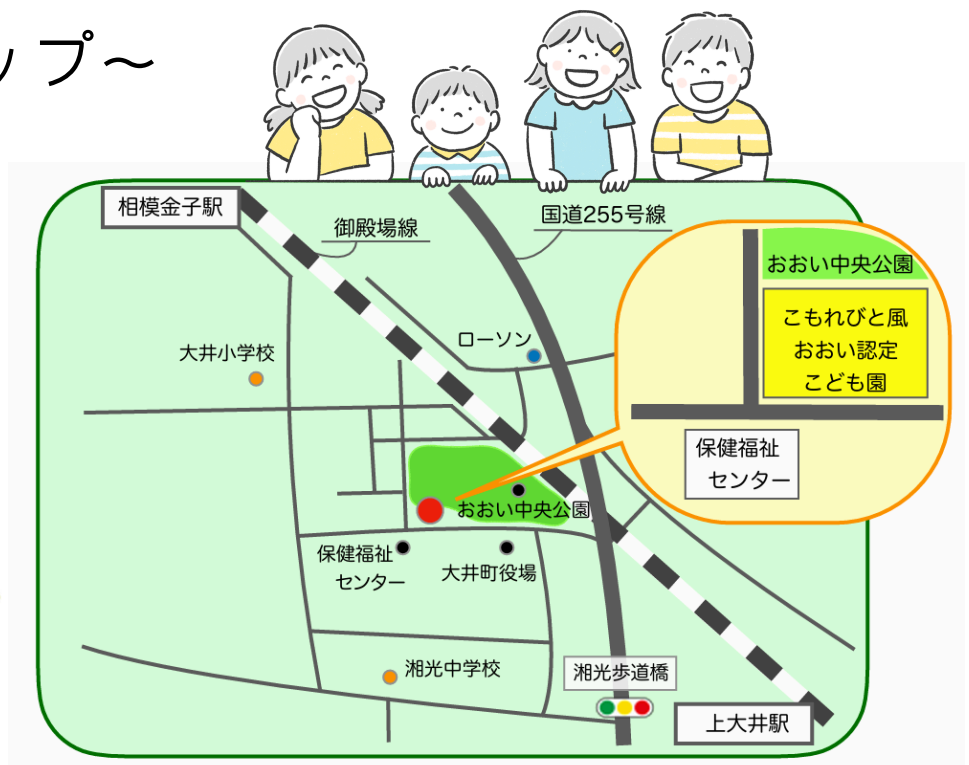 ップ～
相模金子駅
御殿場線
国道255号線
おおい中央公園
こもれびと風
おおい認定
こども園
保健福祉
センター
ローソン
大井小学校
おおい中央公園
保健福祉
センター
大井町役場
湘光中学校
湘光歩道橋
上大井駅